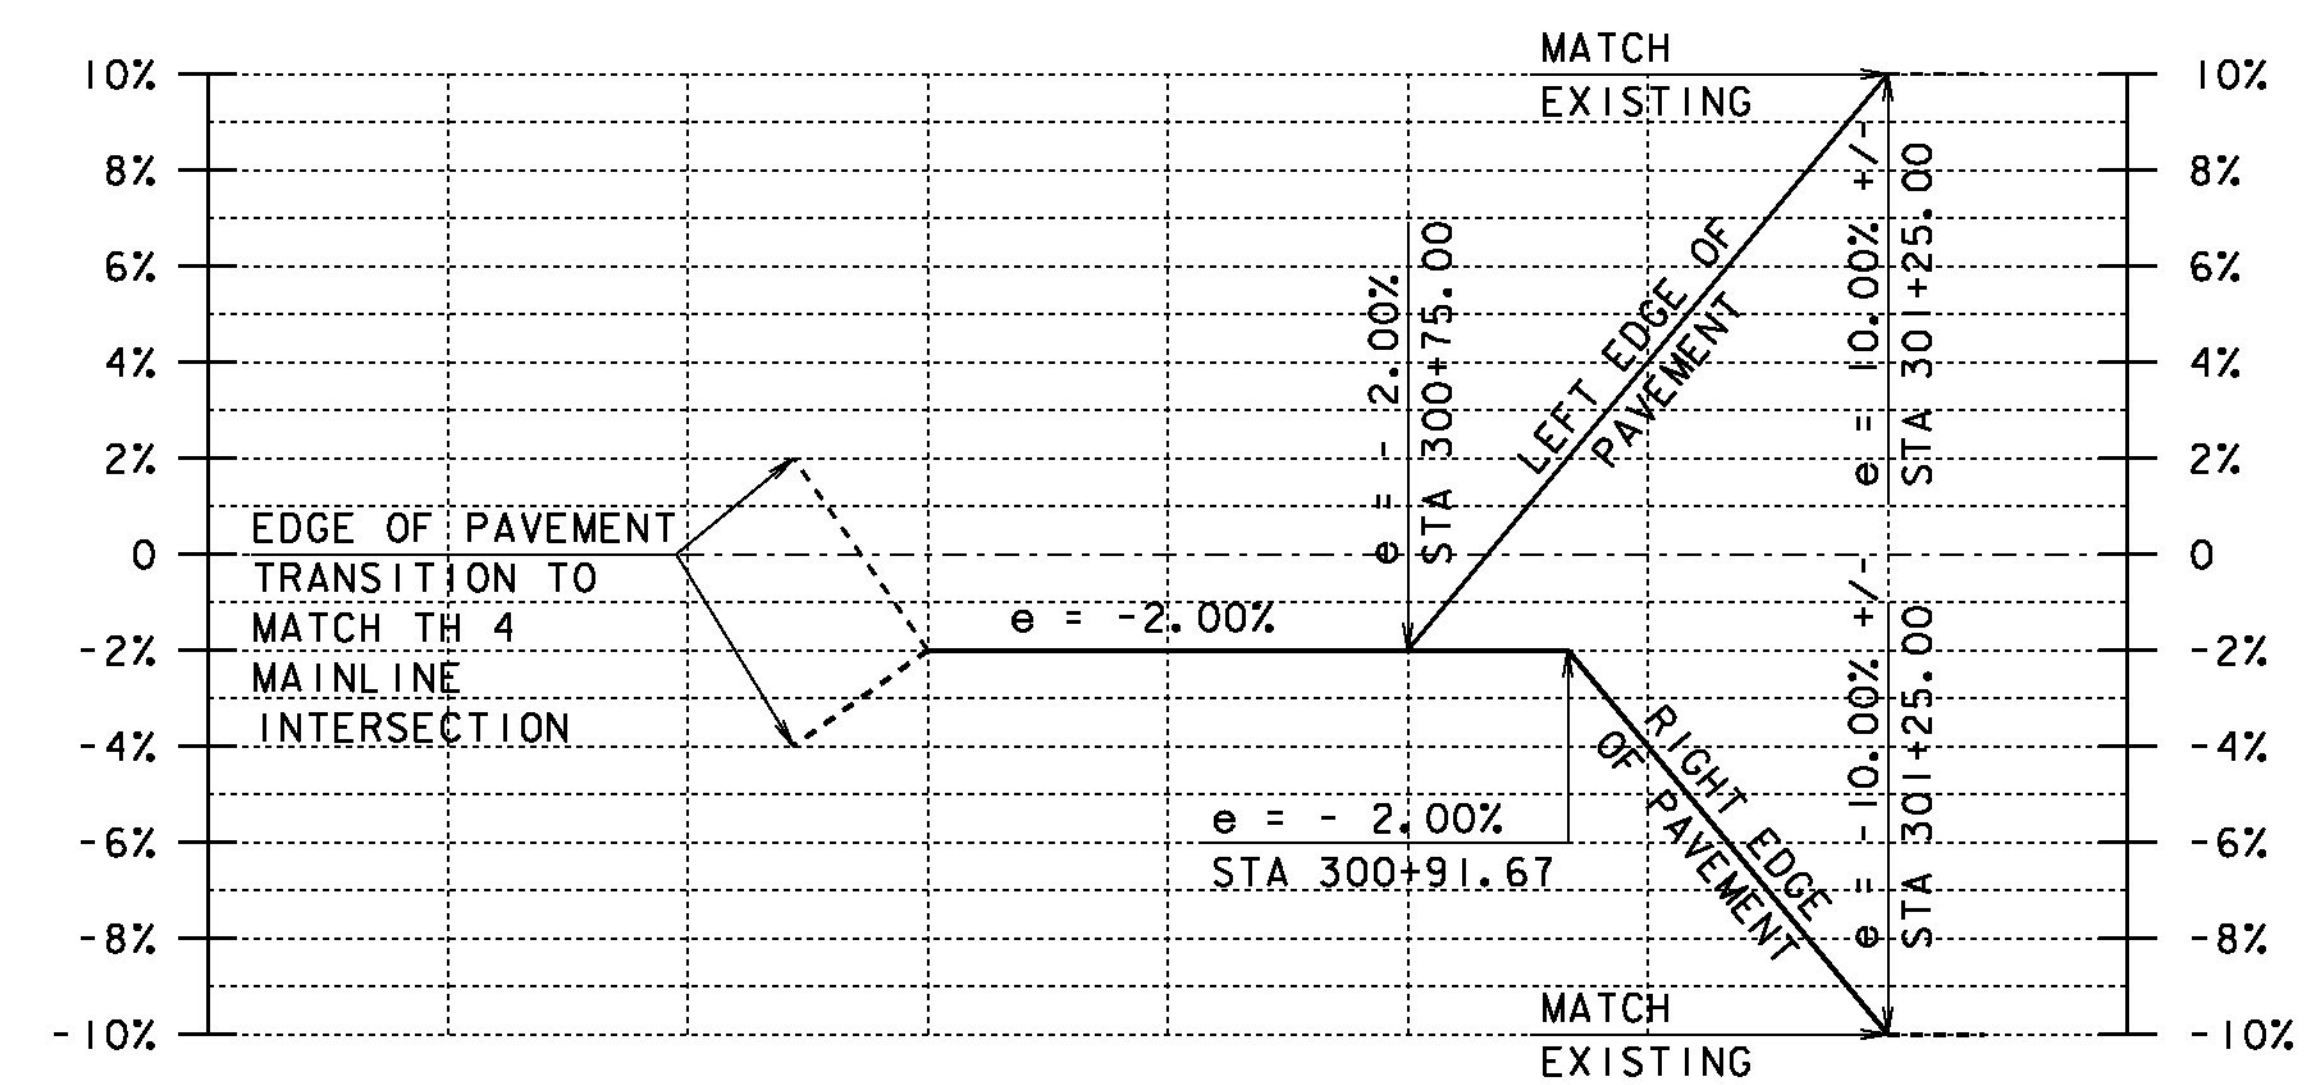 MATCH
EXISTING
10%
8%
6%
4%
2%
0
-2%
-4%
-6%
-8%
-10%
EDGE OF PAVEMENT
TRANSITION TO
MATCH TH 4
MAINLINE
INTERSECTION
e = -2.00%
e = - 2.00%
STA 300+75.00
LEFT EDGE OF
PAVEMENT
e = 10.00% +/-
STA 301+25.00
e = - 2.00%
STA 300+91.67
RIGHT EDGE
OF PAVEMENT
e = - 10.00% +/-
STA 301+25.00
MATCH
EXISTING
10%
8%
6%
4%
2%
0
-2%
-4%
-6%
-8%
-10%